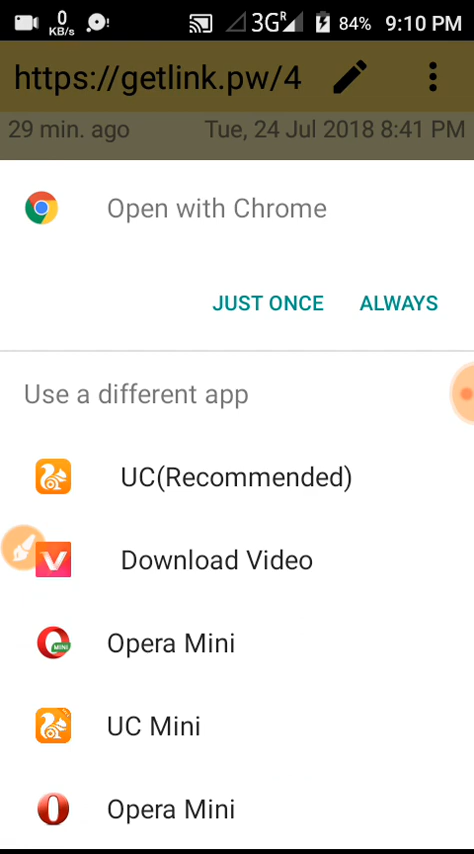 0
KB/s
! 3G R 84% 9:10 PM
https://getlink.pw/4
29 min. ago Tue, 24 Jul 2018 8:41 PM
Open with Chrome
JUST ONCE ALWAYS
Use a different app
UC(Recommended)
V Download Video
MINI Opera Mini
UC Mini
Opera Mini